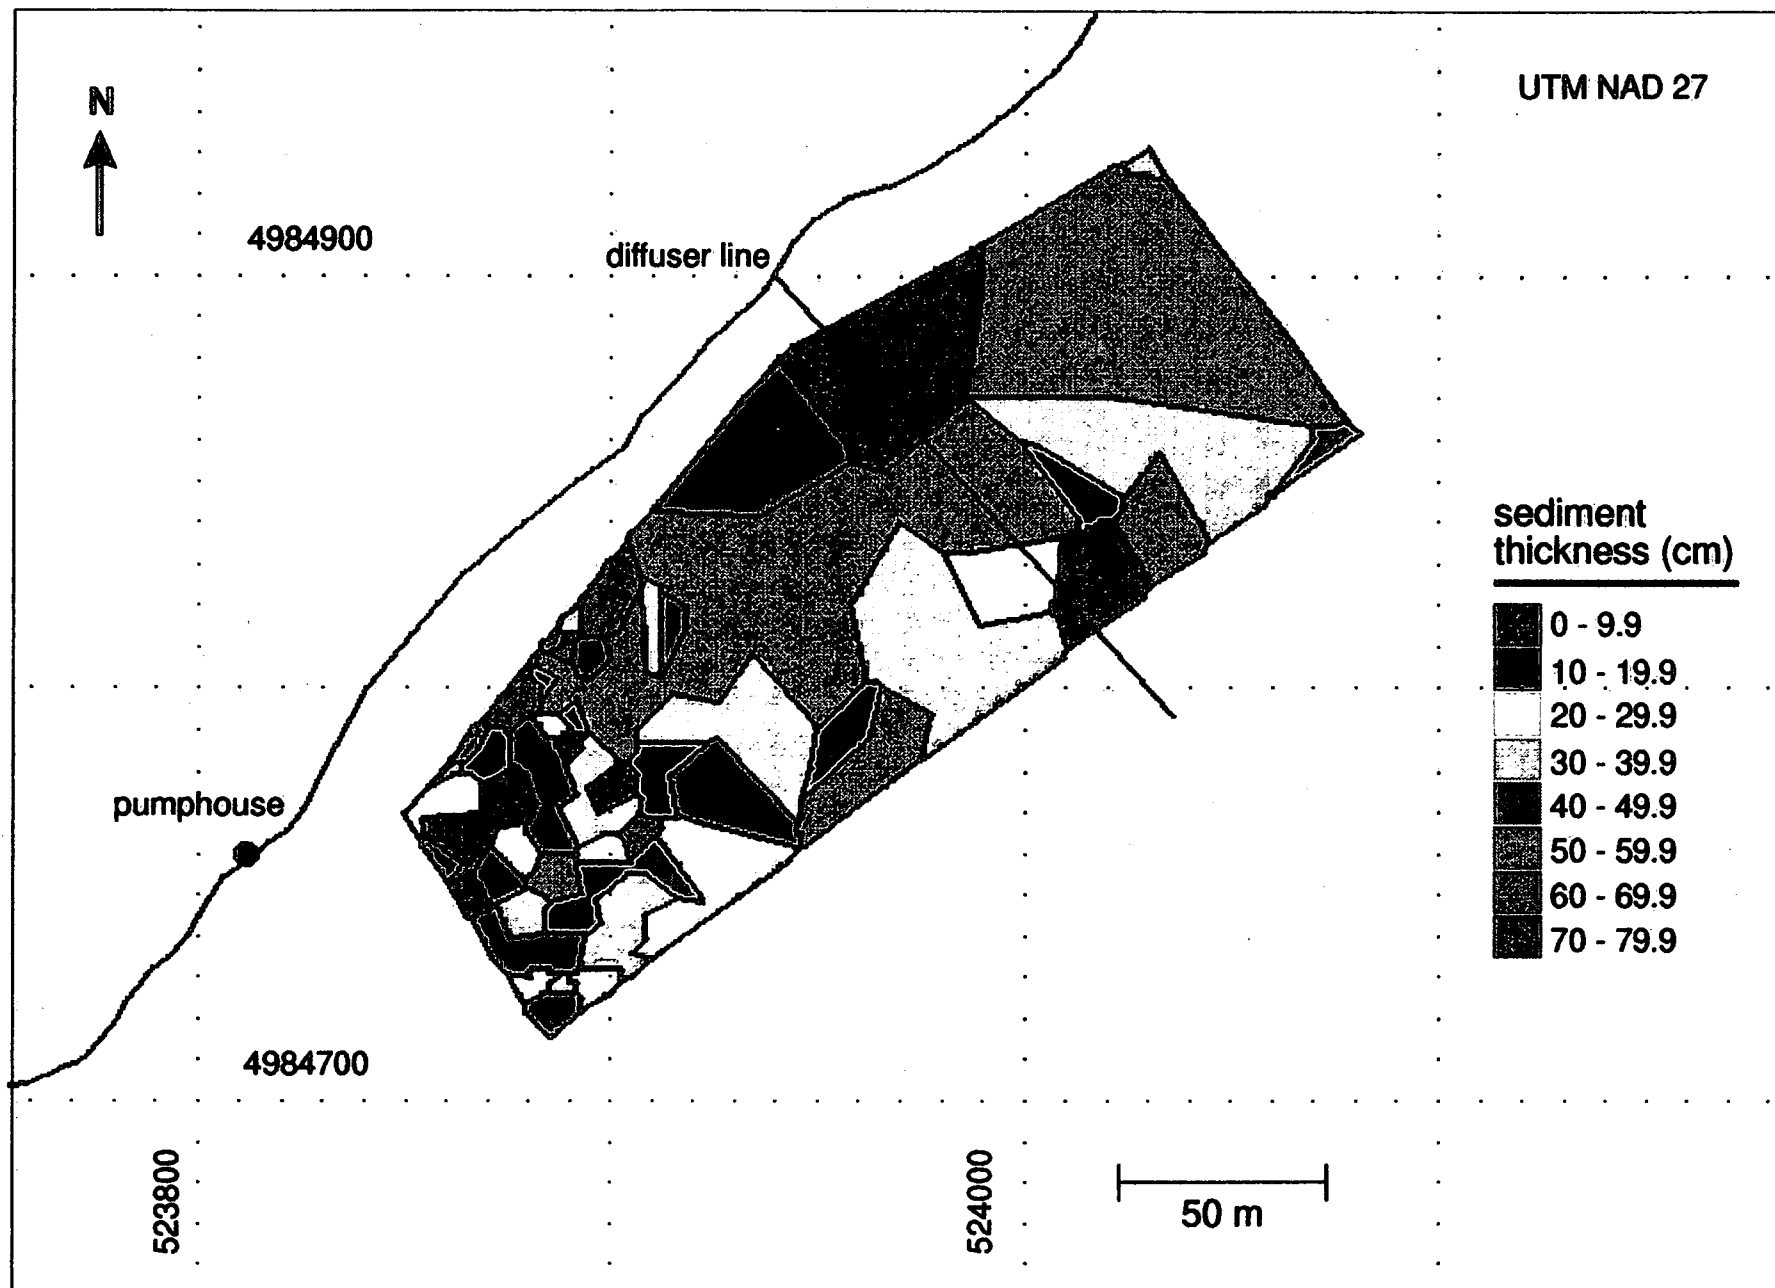 N
UTM NAD 27
4984900
diffuser line
sediment
thickness (cm)
0 - 9.9
10 - 19.9
20 - 29.9
30 - 39.9
40 - 49.9
50 - 59.9
60 - 69.9
70 - 79.9
pumphouse
4984700
523800
524000
50 m